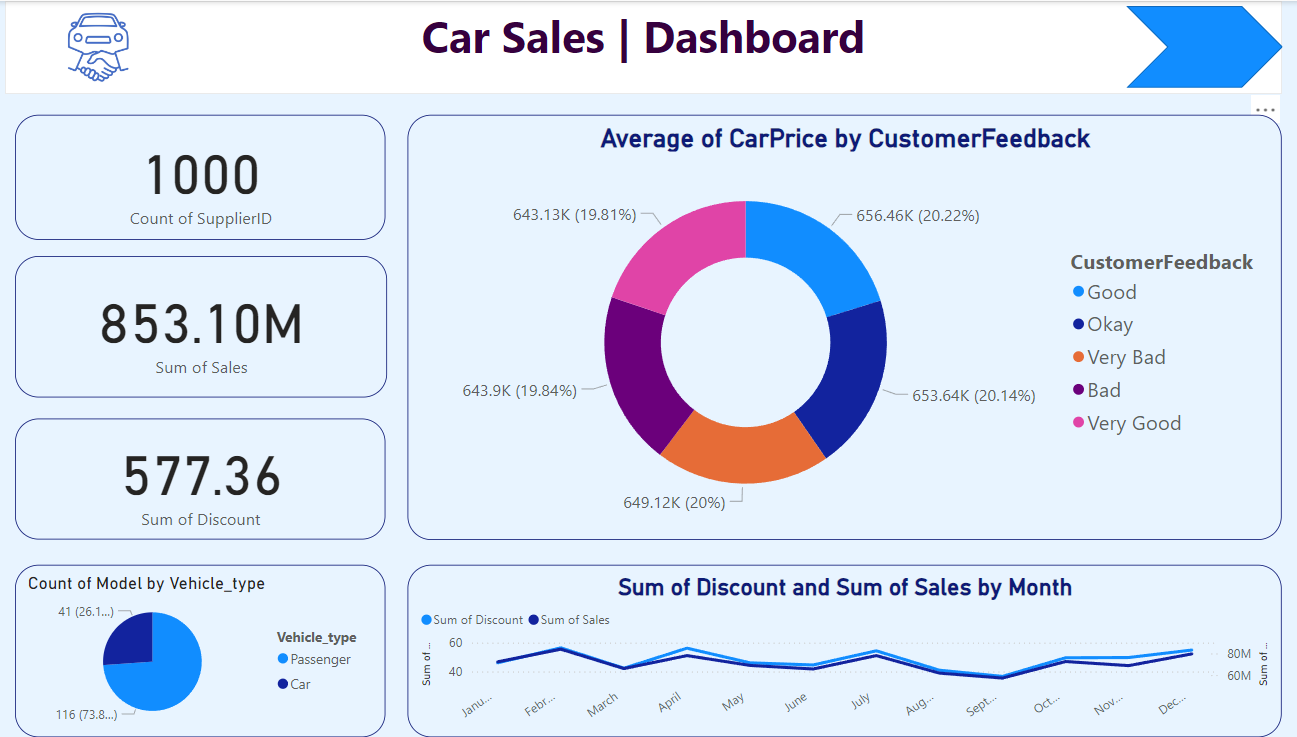 Car Sales | Dashboard
1000
Count of SupplierID
853.10M
Sum of Sales
577.36
Sum of Discount
Average of CarPrice by CustomerFeedback
643.13K (19.81%)
656.46K (20.22%)
643.9K (19.84%)
653.64K (20.14%)
649.12K (20%)
CustomerFeedback
Good
Okay
Very Bad
Bad
Very Good
Count of Model by Vehicle_type
41 (26.1...)
116 (73.8...)
Vehicle_type
Passenger
Car
Sum of Discount and Sum of Sales by Month
Sum of Discount Sum of Sales
Sum of ...
60
40
80M
60M
Sum of ...
Janu... Febr... March April May June July Aug... Sept... Oct... Nov... Dec...